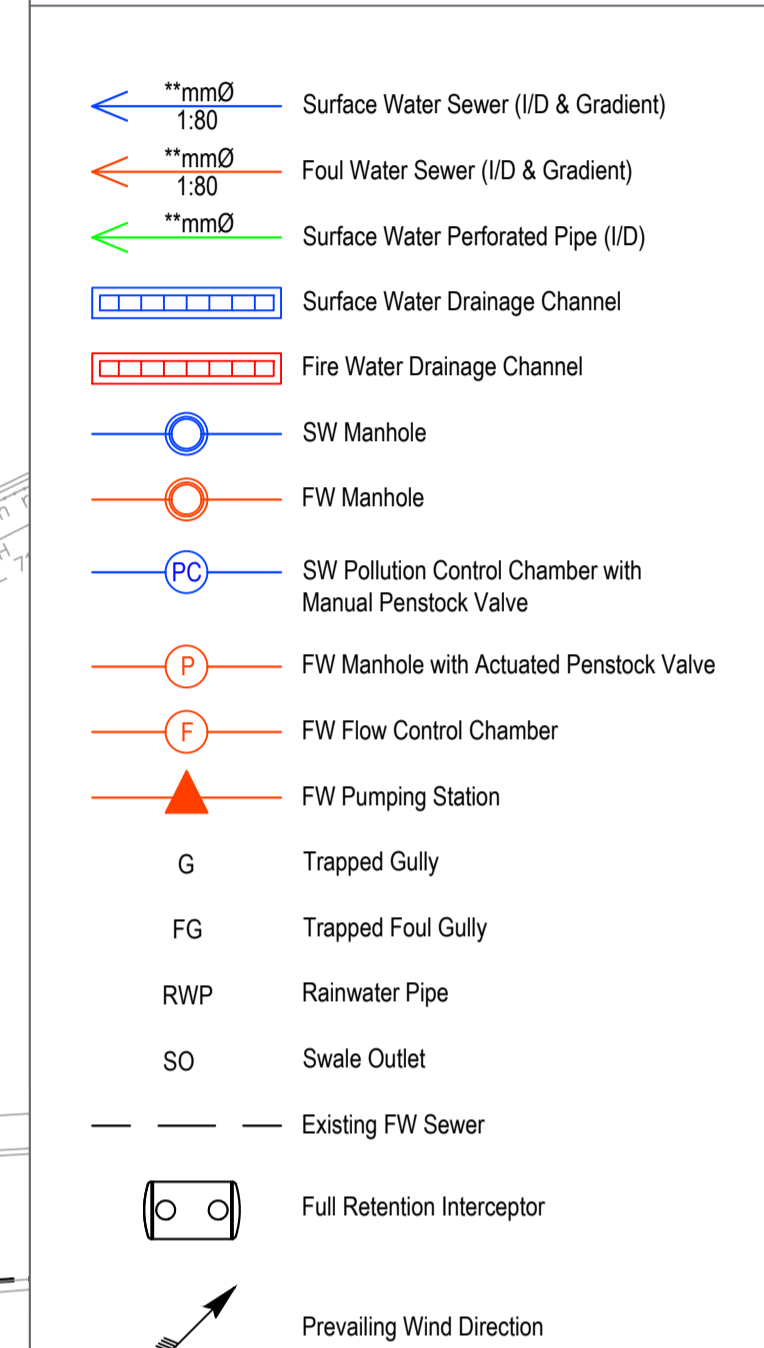 **mmØ
1:80
Surface Water Sewer (I/D & Gradient)
**mmØ
1:80
Foul Water Sewer (I/D & Gradient)
**mmØ
Surface Water Perforated Pipe (I/D)
Surface Water Drainage Channel
Fire Water Drainage Channel
SW Manhole
FW Manhole
PC
SW Pollution Control Chamber with
Manual Penstock Valve
P
FW Manhole with Actuated Penstock Valve
F
FW Flow Control Chamber
FW Pumping Station
G
Trapped Gully
FG
Trapped Foul Gully
RWP
Rainwater Pipe
SO
Swale Outlet
Existing FW Sewer
Full Retention Interceptor
Prevailing Wind Direction